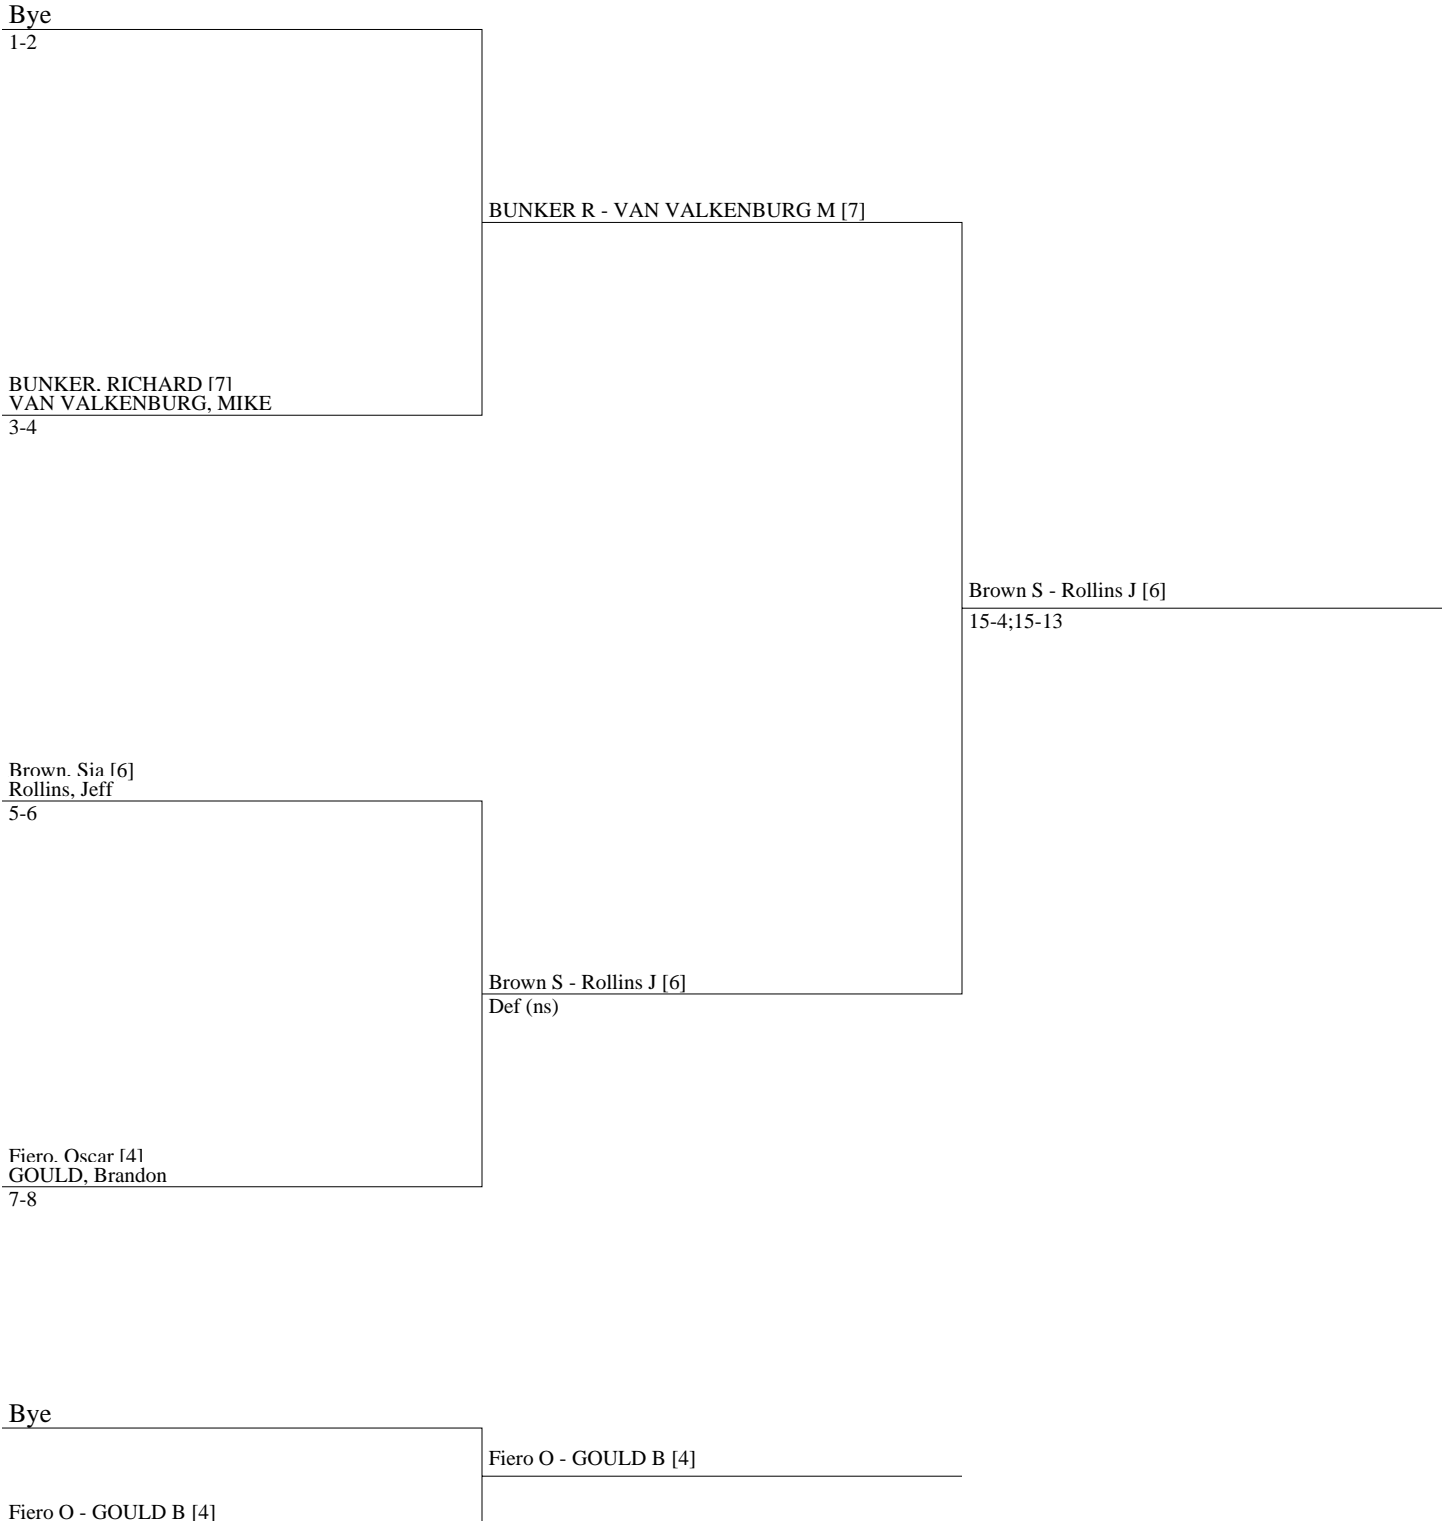 Bye
1-2
BUNKER R - VAN VALKENBURG M [7]
BUNKER, RICHARD [7]
VAN VALKENBURG, MIKE
3-4
Brown S - Rollins J [6]
15-4;15-13
Brown, Sia [6]
Rollins, Jeff
5-6
Brown S - Rollins J [6]
Def (ns)
Fiero, Oscar [4]
GOULD, Brandon
7-8
Bye
Fiero O - GOULD B [4]
Fiero O - GOULD B [4]